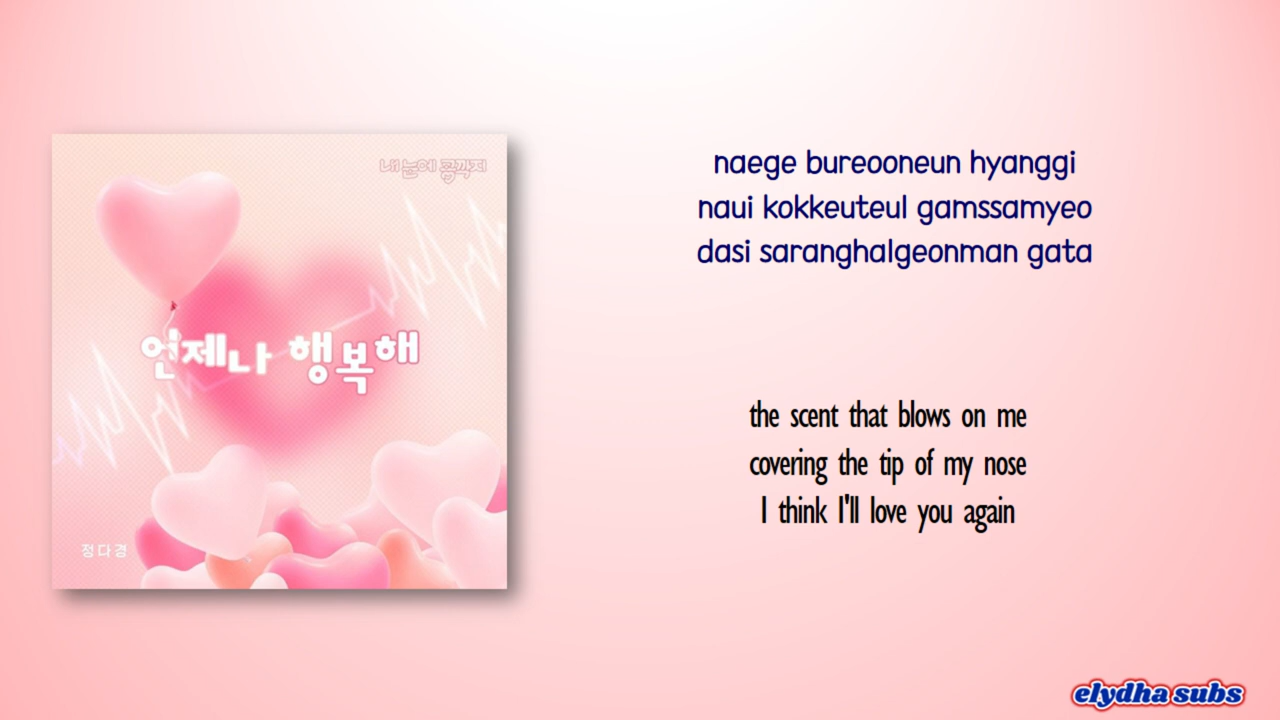 내 눈에 콩깍지
언제나 행복해
정다경
naege bureooneun hyanggi
naui kokkeuteul gamssamyeo
dasi saranghalgeonman gata
the scent that blows on me
covering the tip of my nose
I think I'll love you again
elydha subs